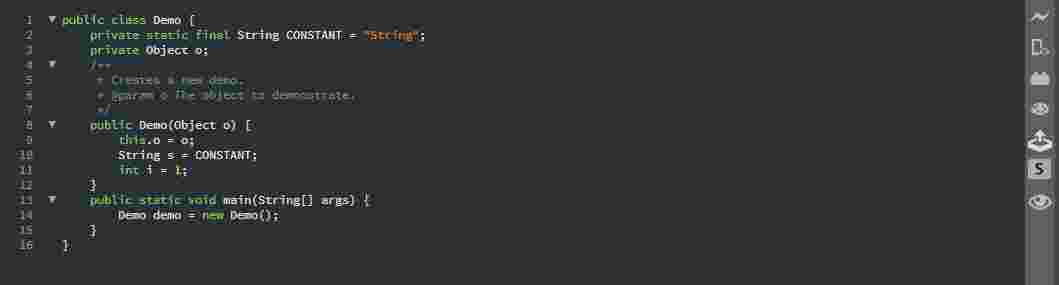 1 public class Demo {
2 private static final String CONSTANT = "String";
3 private Object o;
4 /**
5 * Creates a new demo.
6 * @param o The object to demonstrate.
7 */
8 public Demo(Object o) {
9 this.o = o;
10 String s = CONSTANT;
11 int i = 1;
12 }
13 public static void main(String[] args) {
14 Demo demo = new Demo();
15 }
16 }
S